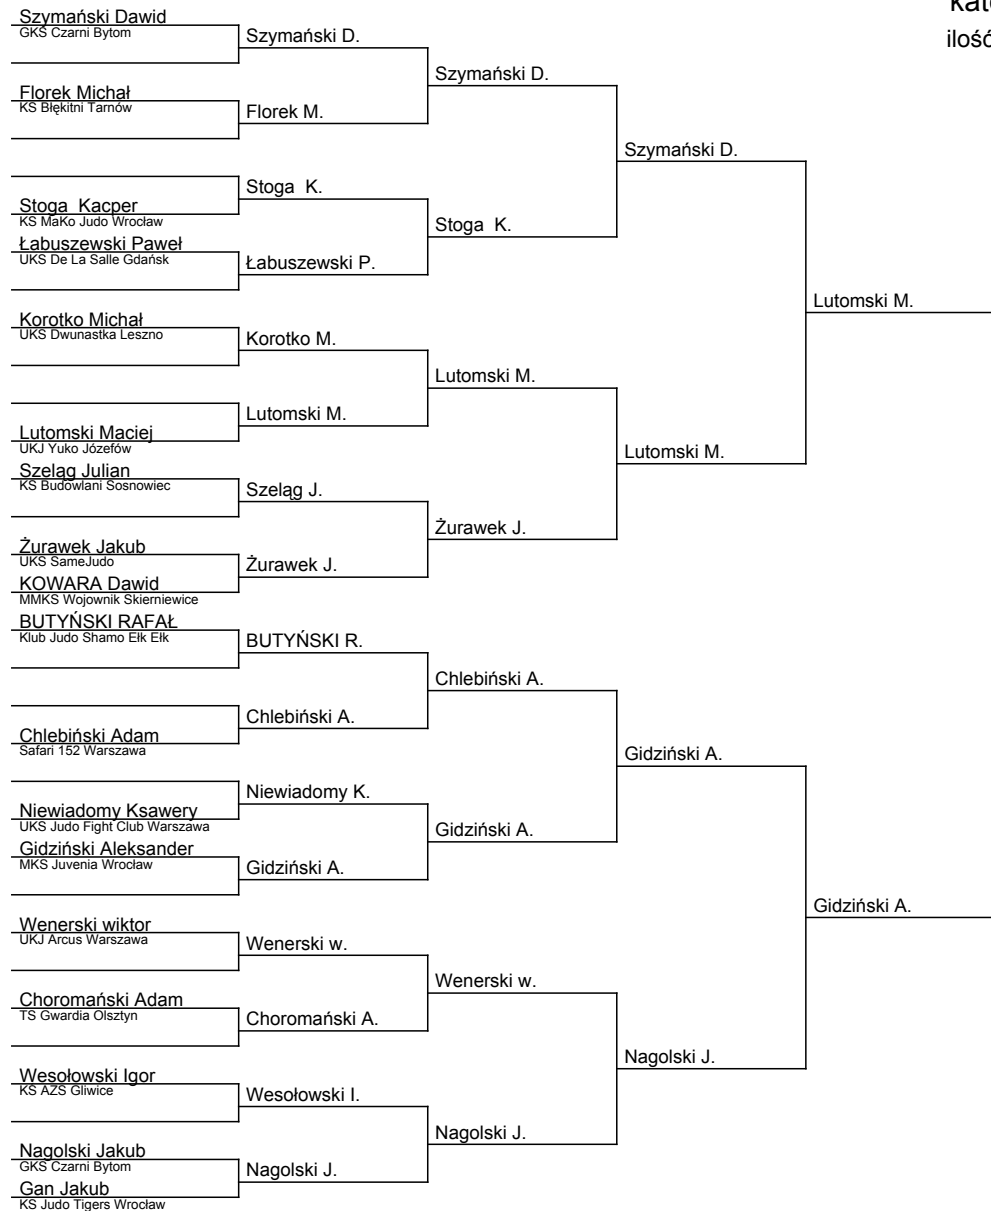 kate
ilość
Szymański Dawid
GKS Czarni Bytom
Florek Michał
KS Błękitni Tarnów
Stoga  Kacper
KS MaKo Judo Wrocław
Łabuszewski Paweł
UKS De La Salle Gdańsk
Korotko Michał
UKS Dwunastka Leszno
Lutomski Maciej
UKJ Yuko Józefów
Szeląg Julian
KS Budowlani Sosnowiec
Żurawek Jakub
UKS SameJudo
KOWARA Dawid
MMKS Wojownik Skierniewice
BUTYŃSKI RAFAŁ
Klub Judo Shamo Ełk Ełk
Chlebiński Adam
Safari 152 Warszawa
Niewiadomy Ksawery
UKS Judo Fight Club Warszawa
Gidziński Aleksander
MKS Juvenia Wrocław
Wenerski wiktor
UKJ Arcus Warszawa
Choromański Adam
TS Gwardia Olsztyn
Wesołowski Igor
KS AZS Gliwice
Nagolski Jakub
GKS Czarni Bytom
Gan Jakub
KS Judo Tigers Wrocław
Szymański D.
Florek M.
Stoga  K.
Łabuszewski P.
Korotko M.
Lutomski M.
Szeląg J.
Żurawek J.
BUTYŃSKI R.
Chlebiński A.
Niewiadomy K.
Gidziński A.
Wenerski w.
Choromański A.
Wesołowski I.
Nagolski J.
Szymański D.
Stoga  K.
Lutomski M.
Żurawek J.
Chlebiński A.
Gidziński A.
Wenerski w.
Nagolski J.
Szymański D.
Lutomski M.
Gidziński A.
Nagolski J.
Lutomski M.
Gidziński A.